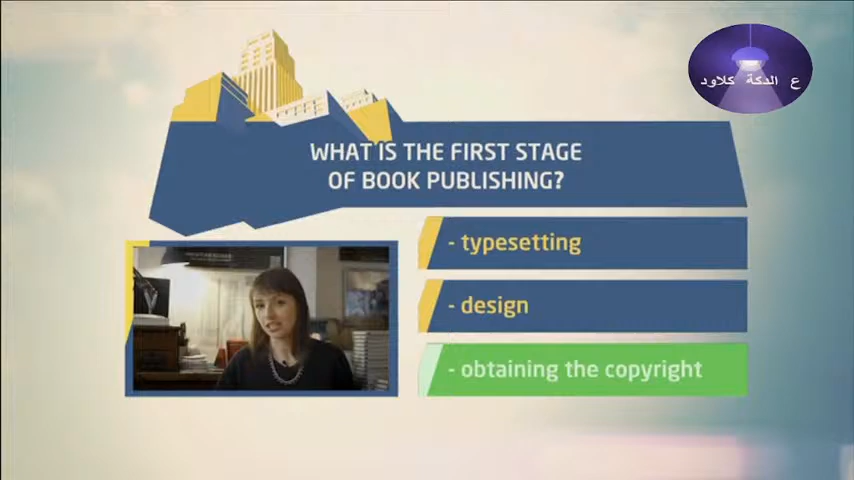 ع الدكة كلاود
WHAT IS THE FIRST STAGE
OF BOOK PUBLISHING?
- typesetting
- design
- obtaining the copyright